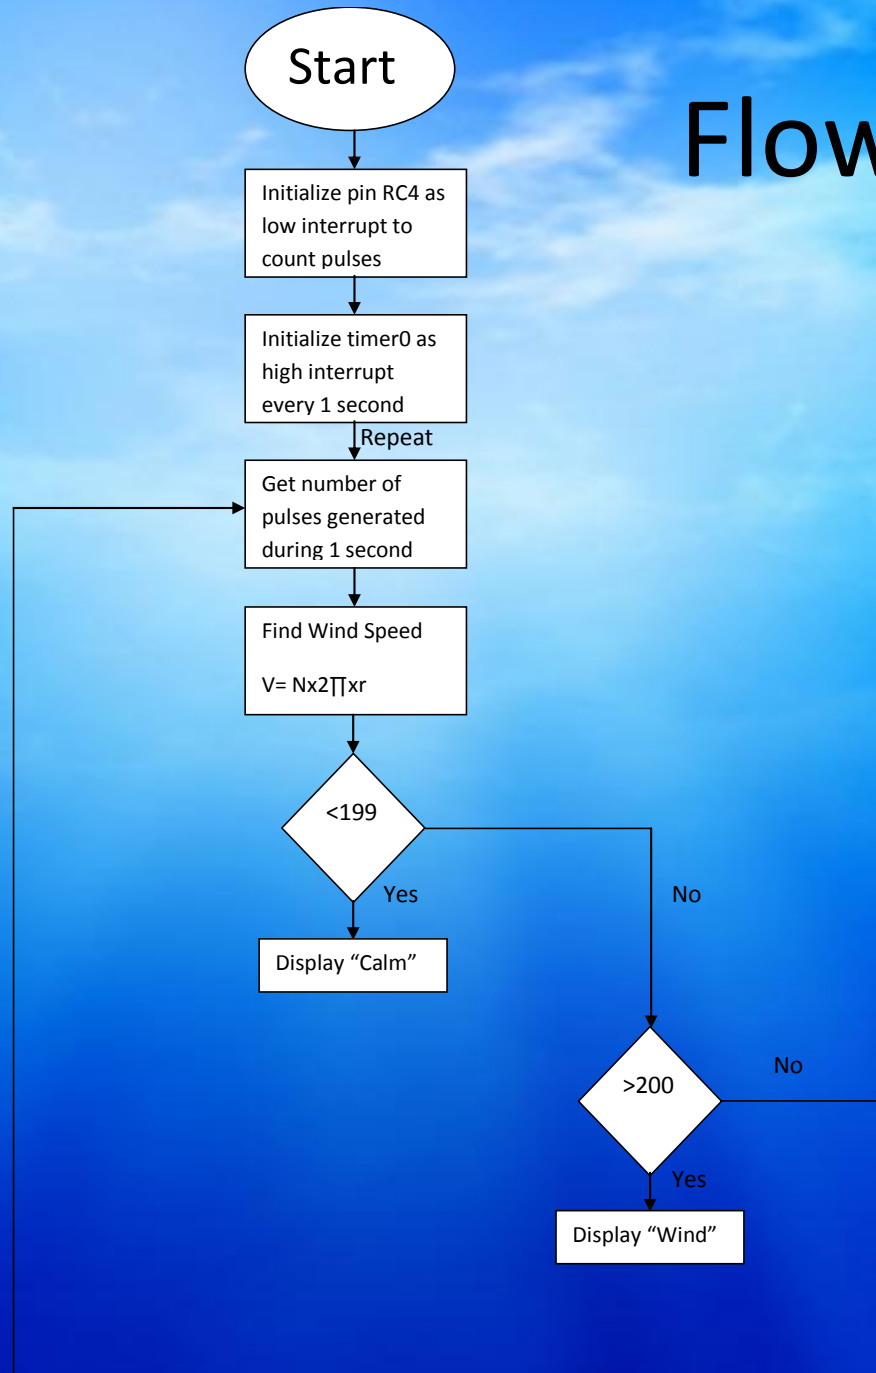 Start
Flow
Initialize pin RC4 as
low interrupt to
count pulses
Initialize timer0 as
high interrupt
every 1 second
Repeat
Get number of
pulses generated
during 1 second
Find Wind Speed
V= Nx2∏xr
<199
Yes
No
Display “Calm”
>200
No
Yes
Display “Wind”